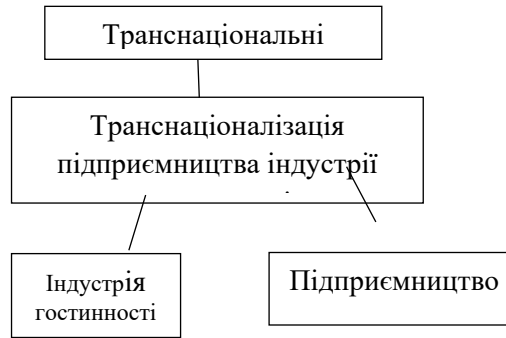 Транснаціональні
Транснаціоналізація
підприємництва індустрії
Індустрія
гостинності
Підприємництво